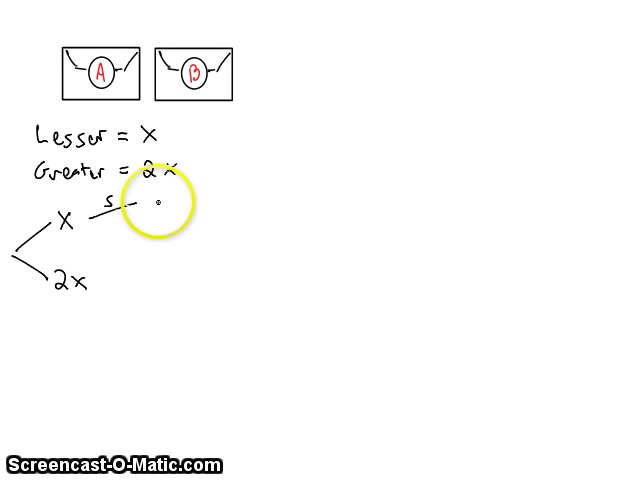 A B
Lesser = x
Greater = 2x
x s
2x
Screencast-O-Matic.com